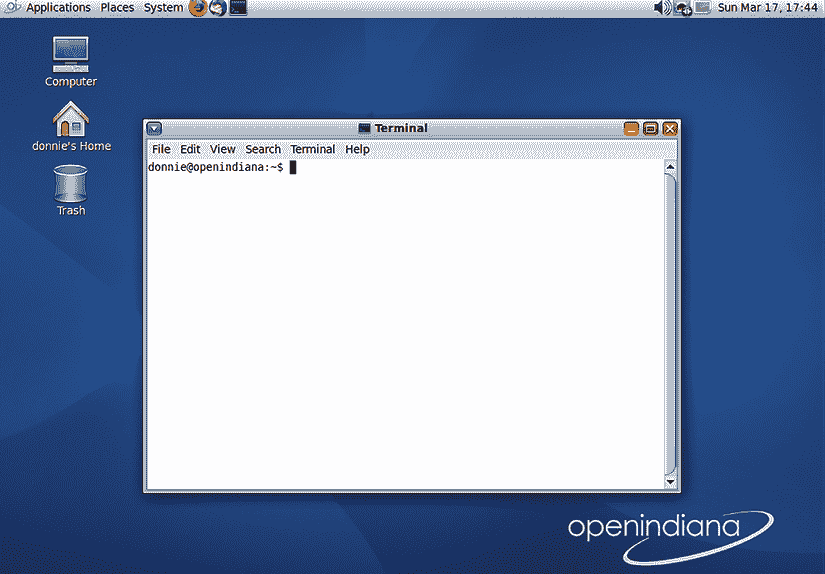 Applications Places System Sun Mar 17, 17:44
Computer
donnie's Home
Trash
Terminal
File Edit View Search Terminal Help
donnie@openindiana:~$
openindiana